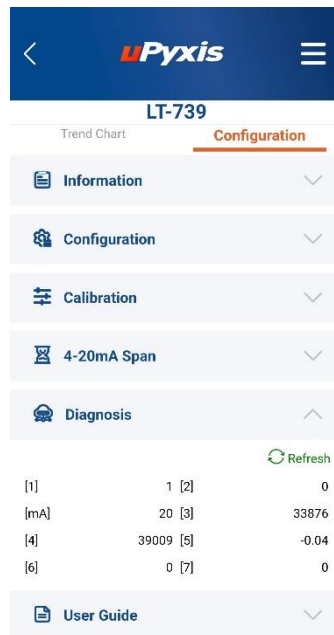 uPyxis
LT-739
Trend Chart Configuration
Information
Configuration
Calibration
4-20mA Span
Diagnosis
Refresh
[1] 1 [2] 0
[mA] 20 [3] 33876
[4] 39009 [5] -0.04
[6] 0 [7] 0
User Guide